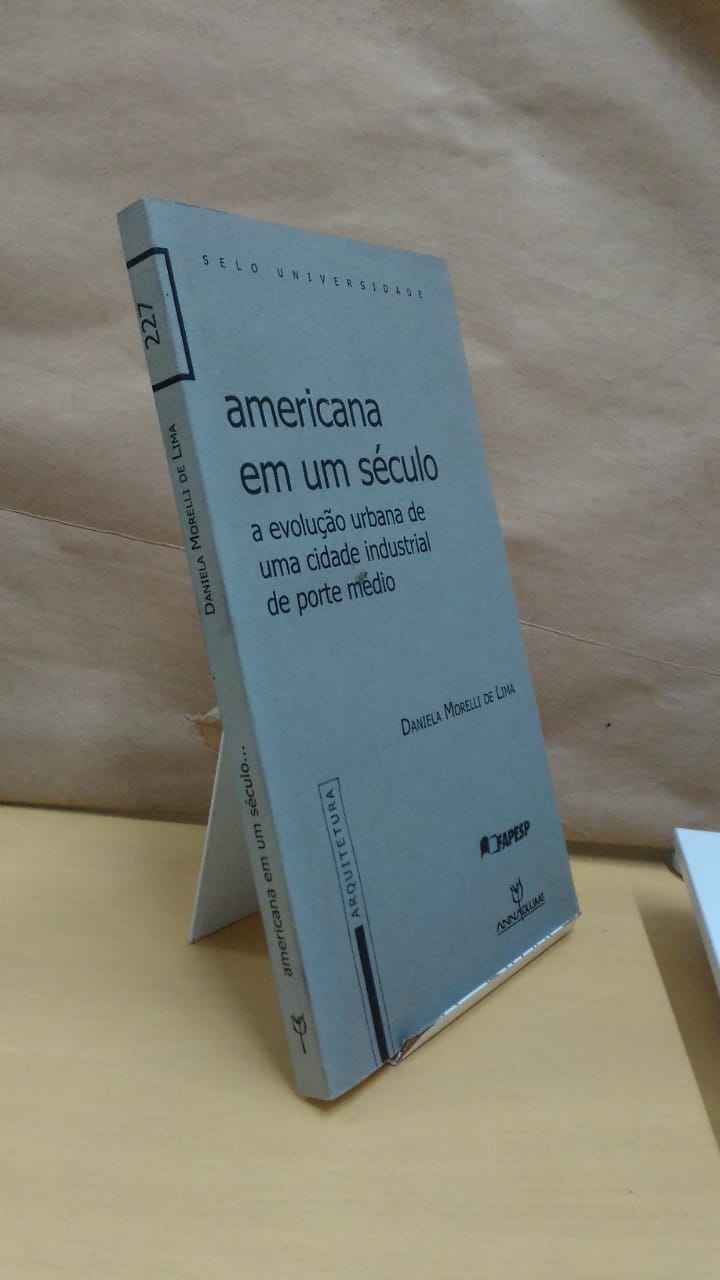 SELO UNIVERSIDADE
227
americana
em um século
a evolução urbana de
uma cidade industrial
de porte médio
DANIELA MORELLI DE LIMA
DANIELA MORELLI DE LIMA
americana em um século...
ARQUITETURA
FAPESP
ANNABLUME